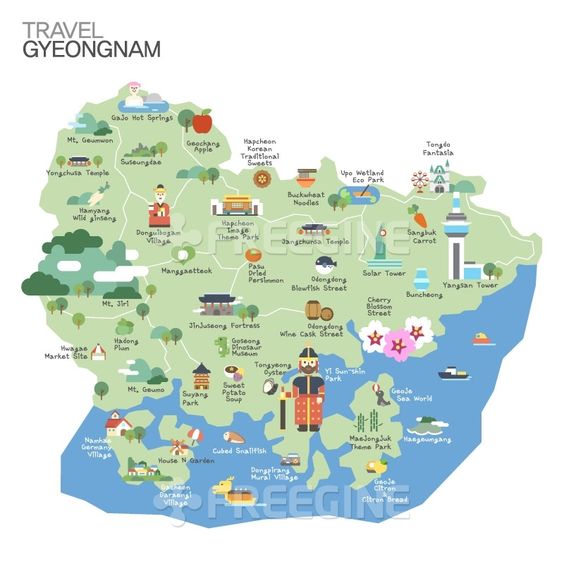 TRAVEL
GYEONGNAM
Gajo Hot Springs
Mt. Geumwon
Geochang
Apple
Hapcheon
Korean
Traditional
Sweets
Tongdo
Fantasia
Yongchusa Temple
Suseungdae
Buckwheat
Noodles
Upo Wetland
Eco Park
Hamyang
Wild ginseng
Donguibogam
Village
Hapcheon
Image
Theme Park
Jangchunsa Temple
Sangbuk
Carrot
Mangaetteok
Gasu
Dried
Persimmon
Odongdong
Blowfish Street
Solar Tower
Buncheong
Yangsan Tower
Mt. Jiri
Jinjuseong Fortress
Odongdong
Wine Cask Street
Cherry
Blossom
Street
Hwagae
Market Site
Hadong
Plum
Goseong
Dinosaur
Museum
Tongyeong
Oyster
Yi Sun-shin
Park
Mt. Geumo
Suyang
Park
Sweet
Potato
Soup
Geoje
Sea World
Namhae
Germany
Village
House N Garden
Cubed Snailfish
Maengjongjuk
Theme Park
Haegeumgang
Dongpirang
Mural Village
Gacheon
Daraengi
Village
Geoje
Citron
&
Citron Bread
FREEGINE
FREEGINE